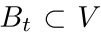 B_t ⊂ V